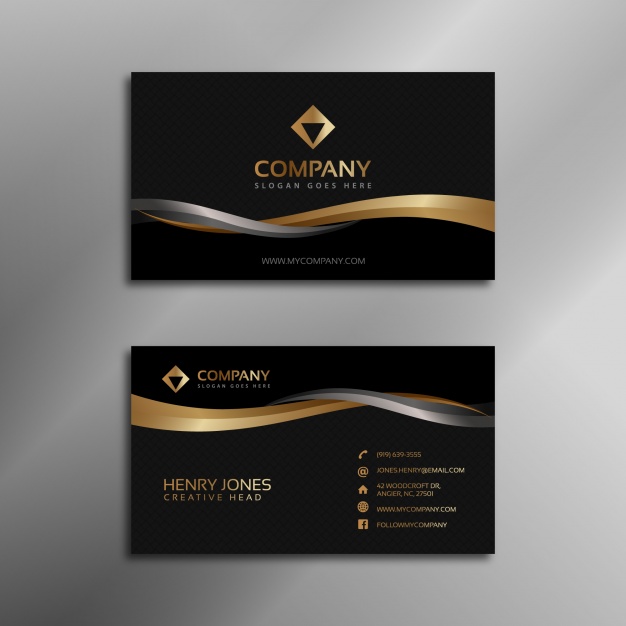 COMPANY
SLOGAN GOES HERE
WWW.MYCOMPANY.COM
COMPANY
SLOGAN GOES HERE
HENRY JONES
CREATIVE HEAD
(919) 639-3555
JONES.HENRY@EMAIL.COM
42 WOODCROFT DR,
ANGIER, NC, 27501
WWW.MYCOMPANY.COM
FOLLOWMYCOMPANY